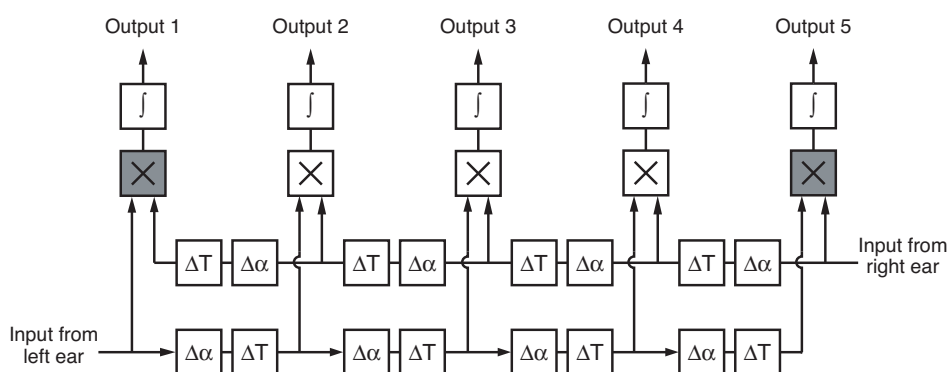 Output 1 Output 2 Output 3 Output 4 Output 5
∫ ∫ ∫ ∫ ∫
× × × × ×
ΔT Δα ΔT Δα ΔT Δα ΔT Δα
Input from
right ear
Input from
left ear
Δα ΔT Δα ΔT Δα ΔT Δα ΔT